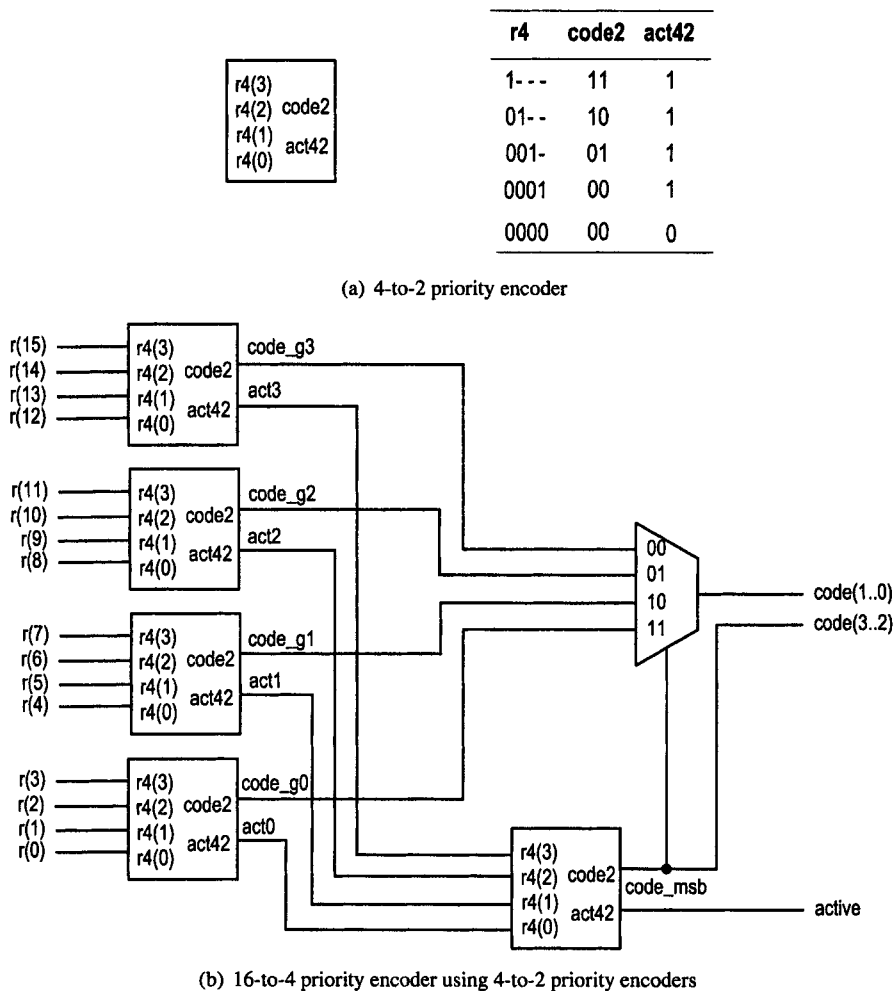 r4 code2 act42
1--- 11 1
01-- 10 1
001- 01 1
0001 00 1
0000 00 0
r4(3)
r4(2) code2
r4(1)
r4(0) act42
(a) 4-to-2 priority encoder
r(15) r4(3) code_g3
r(14) r4(2) code2
r(13) r4(1) act3
r(12) r4(0) act42
r(11) r4(3) code_g2
r(10) r4(2) code2
r(9) r4(1) act2
r(8) r4(0) act42
00
01
10
11
code(1..0)
code(3..2)
r(7) r4(3) code_g1
r(6) r4(2) code2
r(5) r4(1) act1
r(4) r4(0) act42
r(3) r4(3) code_g0
r(2) r4(2) code2
r(1) r4(1) act0
r(0) r4(0) act42
r4(3)
r4(2) code2
r4(1) code_msb
r4(0) act42 active
(b) 16-to-4 priority encoder using 4-to-2 priority encoders